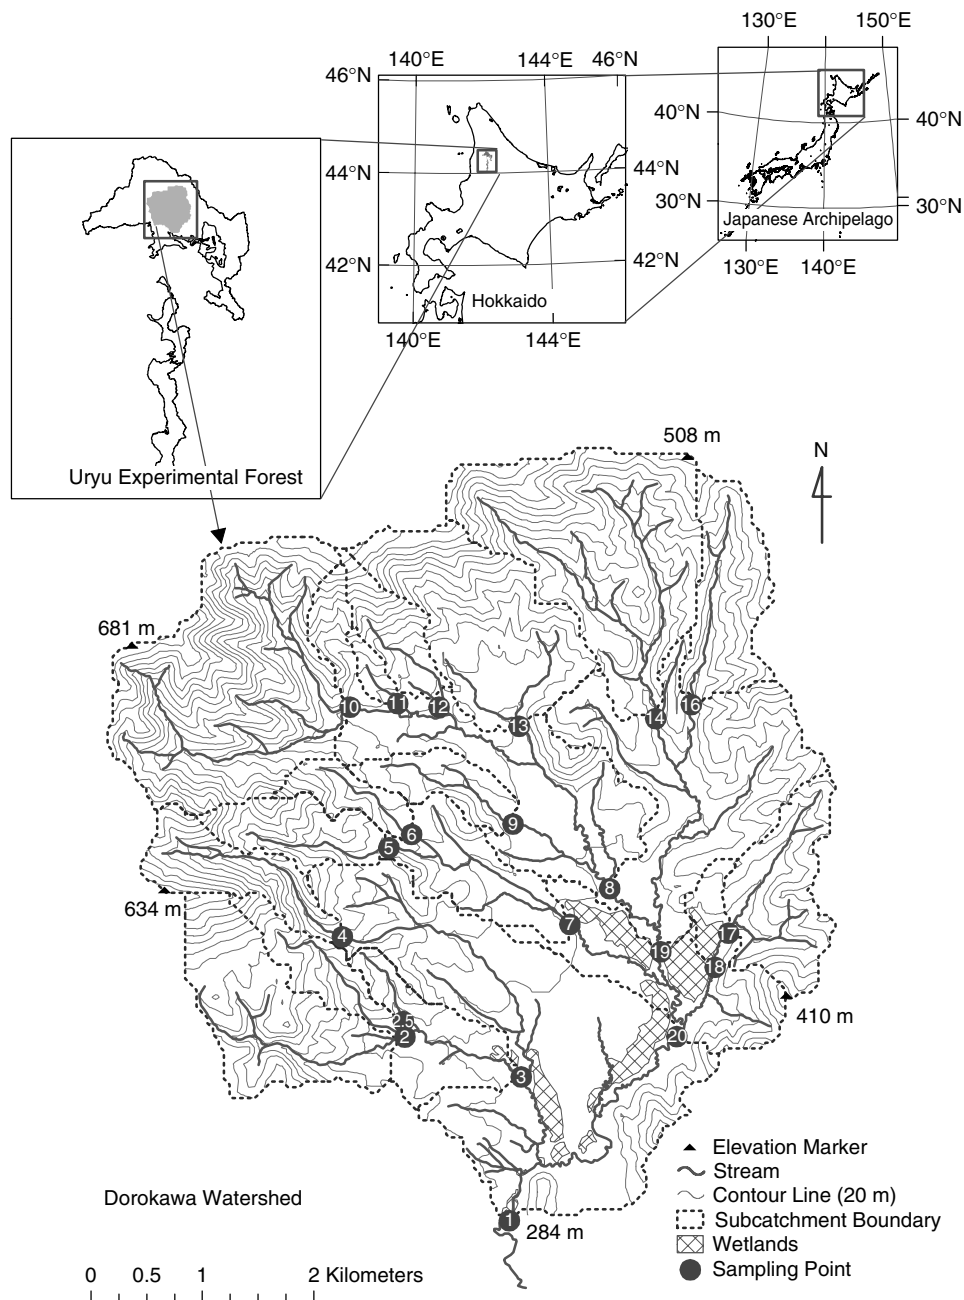 130°E 150°E
140°E 144°E 46°N
46°N
40°N 40°N
44°N 44°N
30°N 30°N
Japanese Archipelago
42°N 42°N
130°E 140°E
Hokkaido
140°E 144°E
Uryu Experimental Forest
508 m
N
681 m
10 11 12 13 14 16
9
6
5
8
634 m
7 17
4
19 18
410 m
2.5
2
20
3
Elevation Marker
Stream
Contour Line (20 m)
Dorokawa Watershed
Subcatchment Boundary
1 284 m
Wetlands
Sampling Point
0 0.5 1 2 Kilometers